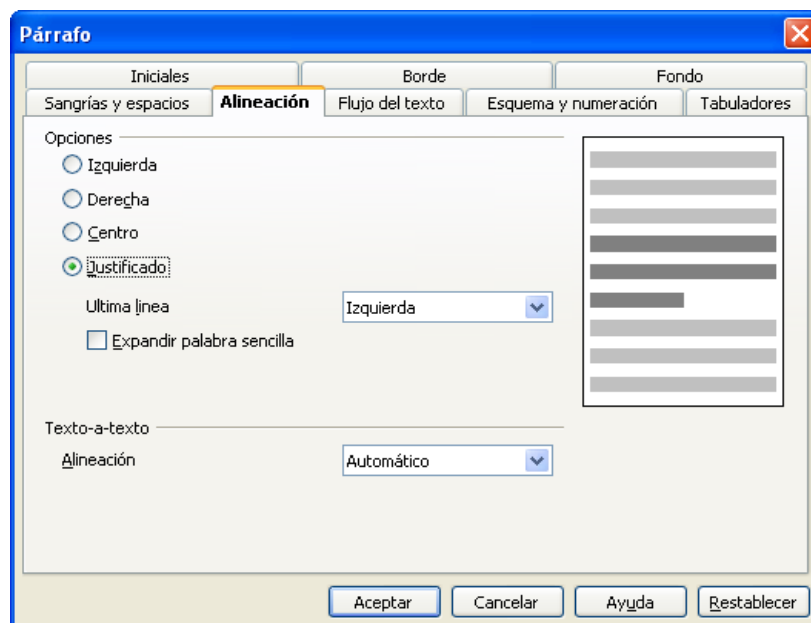 Párrafo
Iniciales Borde Fondo
Sangrías y espacios Alineación Flujo del texto Esquema y numeración Tabuladores
Opciones
Izquierda
Derecha
Centro
Justificado
Ultima linea Izquierda
Expandir palabra sencilla
Texto-a-texto
Alineación Automático
Aceptar Cancelar Ayuda Restablecer